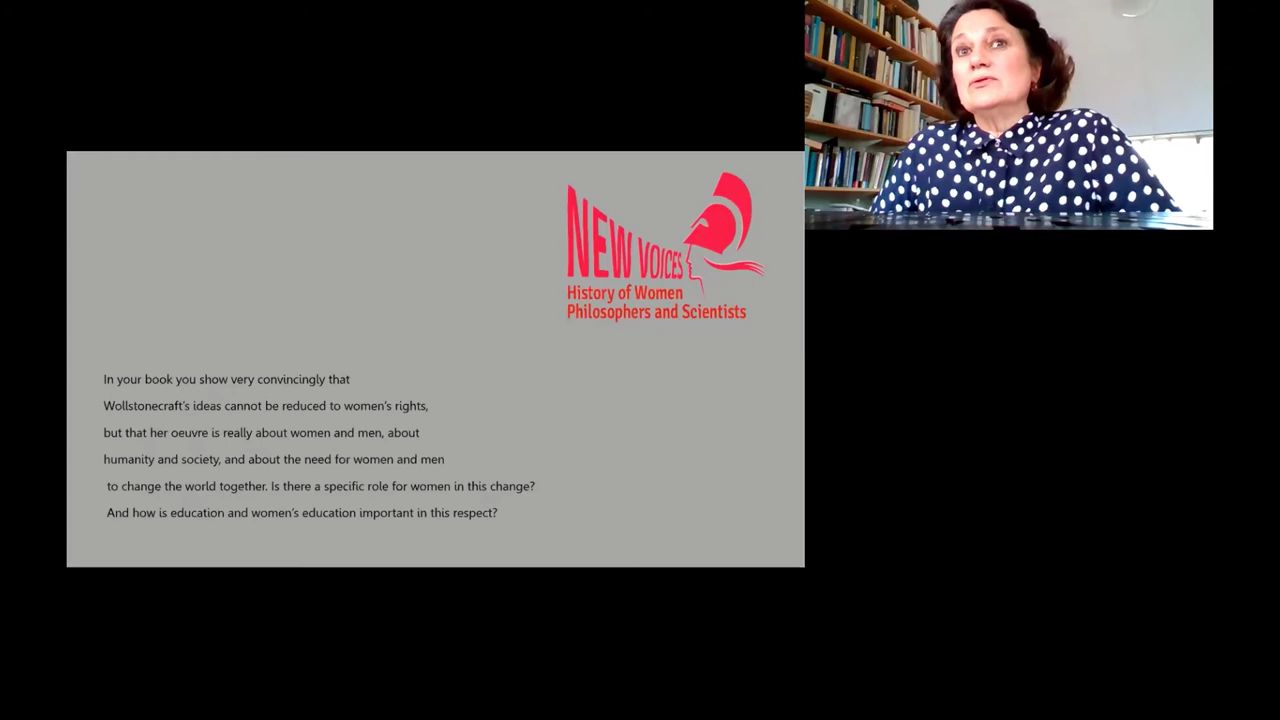 NEW VOICES
History of Women
Philosophers and Scientists
In your book you show very convincingly that
Wollstonecraft's ideas cannot be reduced to women's rights,
but that her oeuvre is really about women and men, about
humanity and society, and about the need for women and men
to change the world together. Is there a specific role for women in this change?
And how is education and women's education important in this respect?